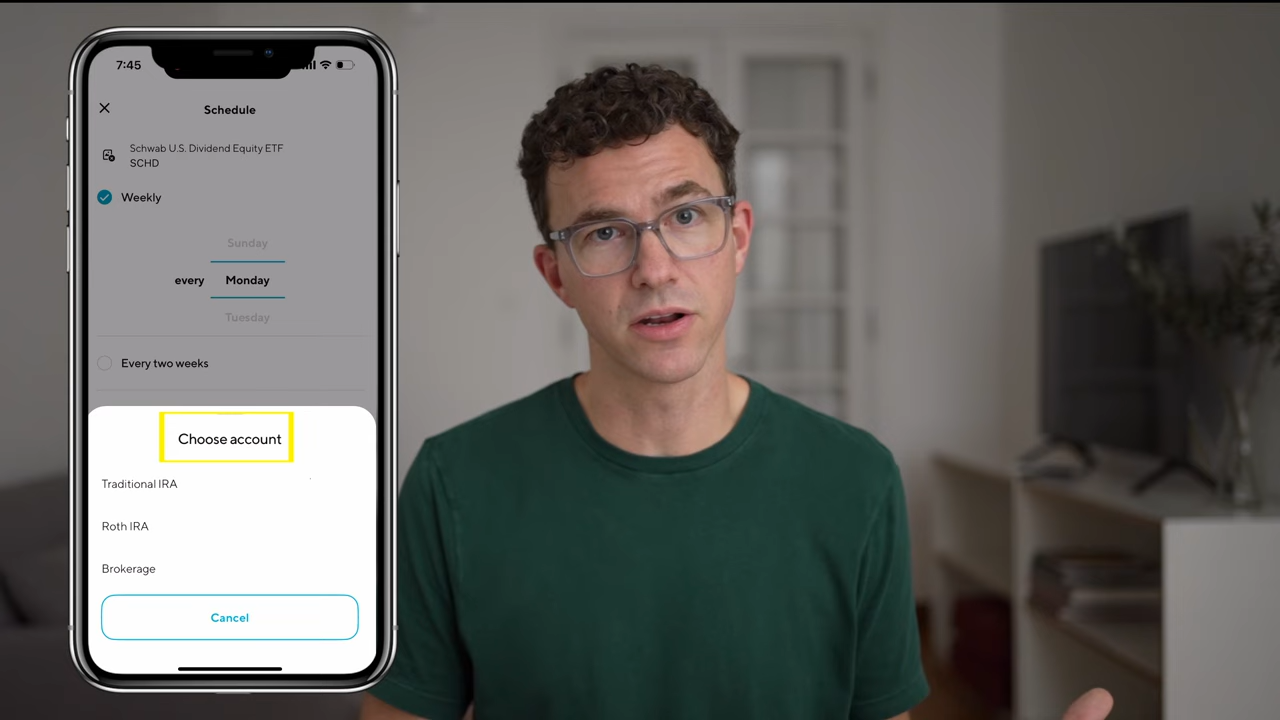 7:45
Schedule
Schwab U.S. Dividend Equity ETF
SCHD
Weekly
Sunday
every Monday
Tuesday
Every two weeks
Choose account
Traditional IRA
Roth IRA
Brokerage
Cancel